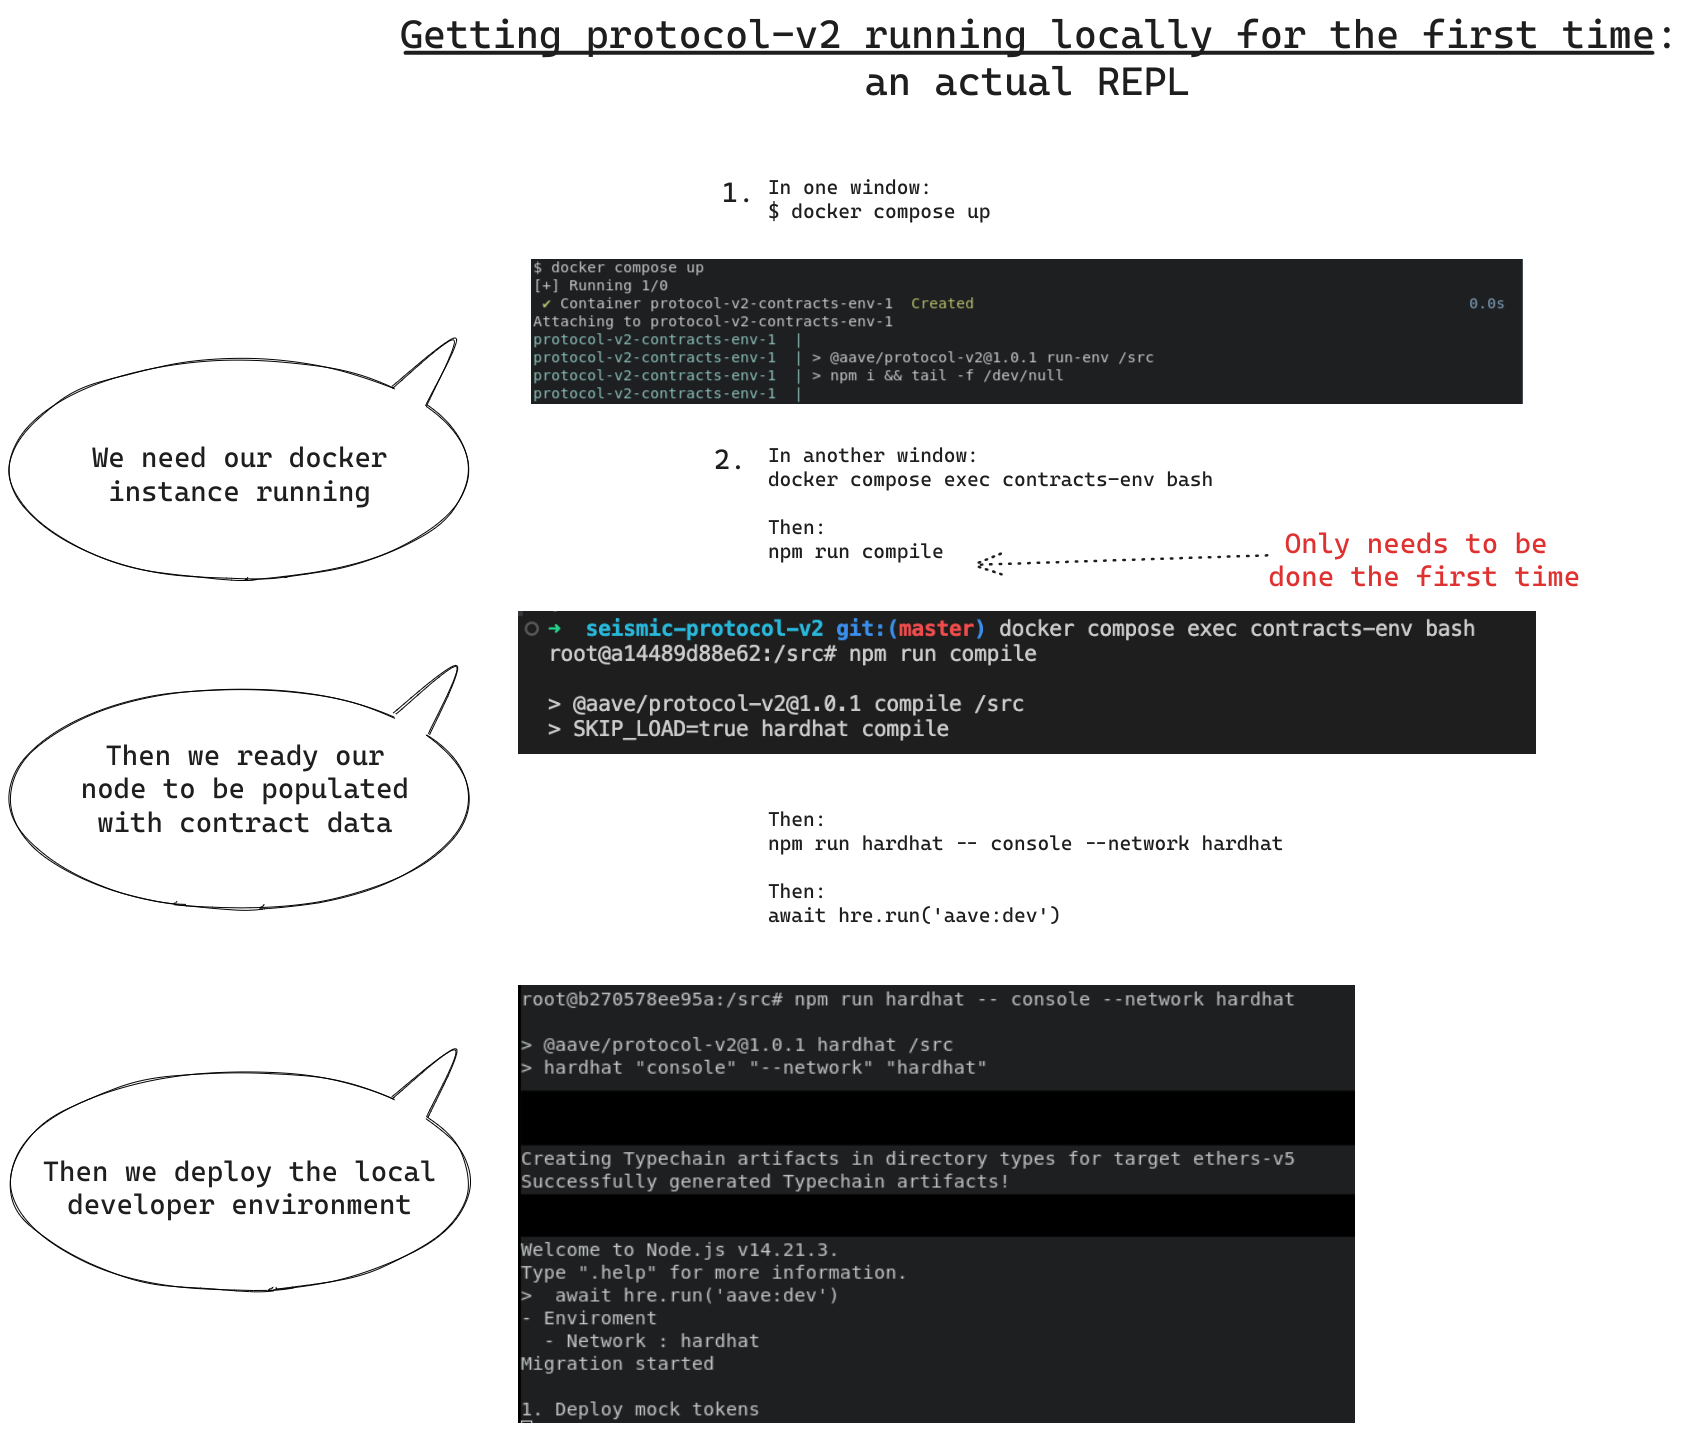 Getting protocol-v2 running locally for the first time:
an actual REPL
1.
In one window:
$ docker compose up
$ docker compose up
[+] Running 1/0
✔ Container protocol-v2-contracts-env-1  Created 0.0s
Attaching to protocol-v2-contracts-env-1
protocol-v2-contracts-env-1  |
protocol-v2-contracts-env-1  | > @aave/protocol-v2@1.0.1 run-env /src
protocol-v2-contracts-env-1  | > npm i && tail -f /dev/null
protocol-v2-contracts-env-1  |
We need our docker
instance running
2.
In another window:
docker compose exec contracts-env bash
Then:
npm run compile
Only needs to be
done the first time
➜  seismic-protocol-v2 git:(master) docker compose exec contracts-env bash
root@a14489d88e62:/src# npm run compile
> @aave/protocol-v2@1.0.1 compile /src
> SKIP_LOAD=true hardhat compile
Then we ready our
node to be populated
with contract data
Then:
npm run hardhat -- console --network hardhat
Then:
await hre.run('aave:dev')
root@b270578ee95a:/src# npm run hardhat -- console --network hardhat
> @aave/protocol-v2@1.0.1 hardhat /src
> hardhat "console" "--network" "hardhat"
Creating Typechain artifacts in directory types for target ethers-v5
Successfully generated Typechain artifacts!
Then we deploy the local
developer environment
Welcome to Node.js v14.21.3.
Type ".help" for more information.
>  await hre.run('aave:dev')
- Enviroment
  - Network : hardhat
Migration started
1. Deploy mock tokens